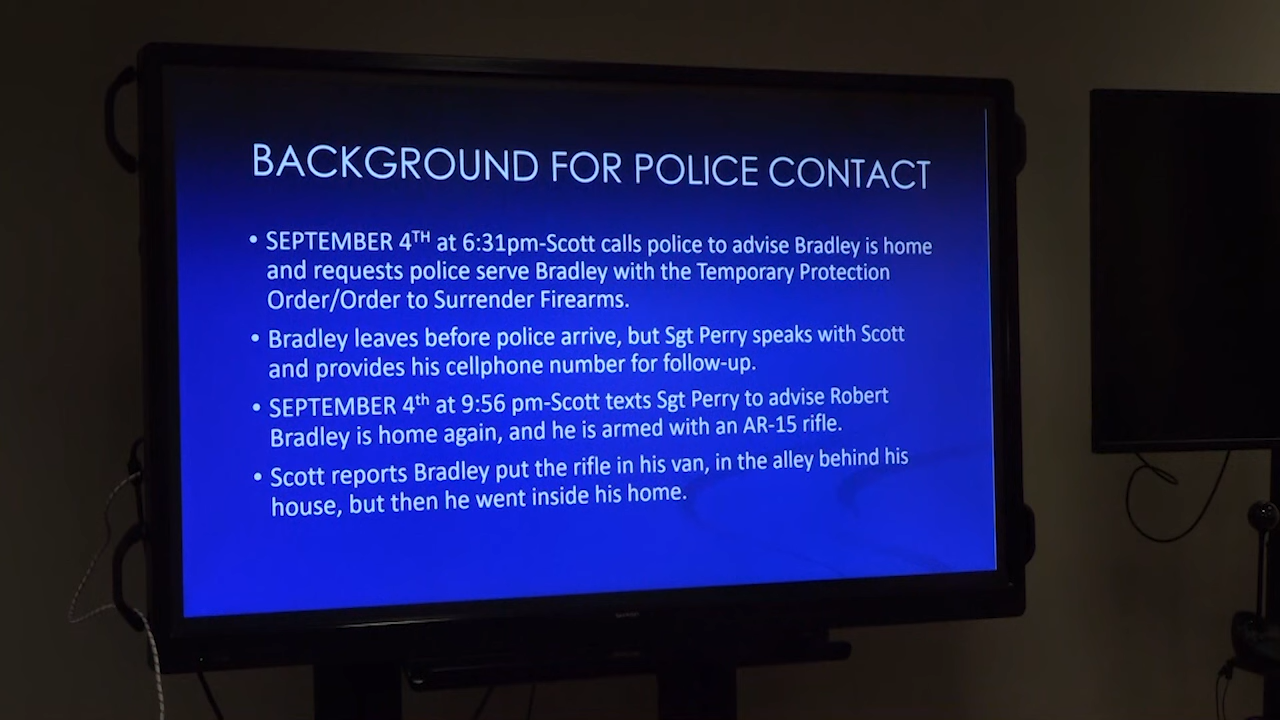 BACKGROUND FOR POLICE CONTACT
• SEPTEMBER 4TH at 6:31pm-Scott calls police to advise Bradley is home
and requests police serve Bradley with the Temporary Protection
Order/Order to Surrender Firearms.
• Bradley leaves before police arrive, but Sgt Perry speaks with Scott
and provides his cellphone number for follow-up.
• SEPTEMBER 4th at 9:56 pm-Scott texts Sgt Perry to advise Robert
Bradley is home again, and he is armed with an AR-15 rifle.
• Scott reports Bradley put the rifle in his van, in the alley behind his
house, but then he went inside his home.